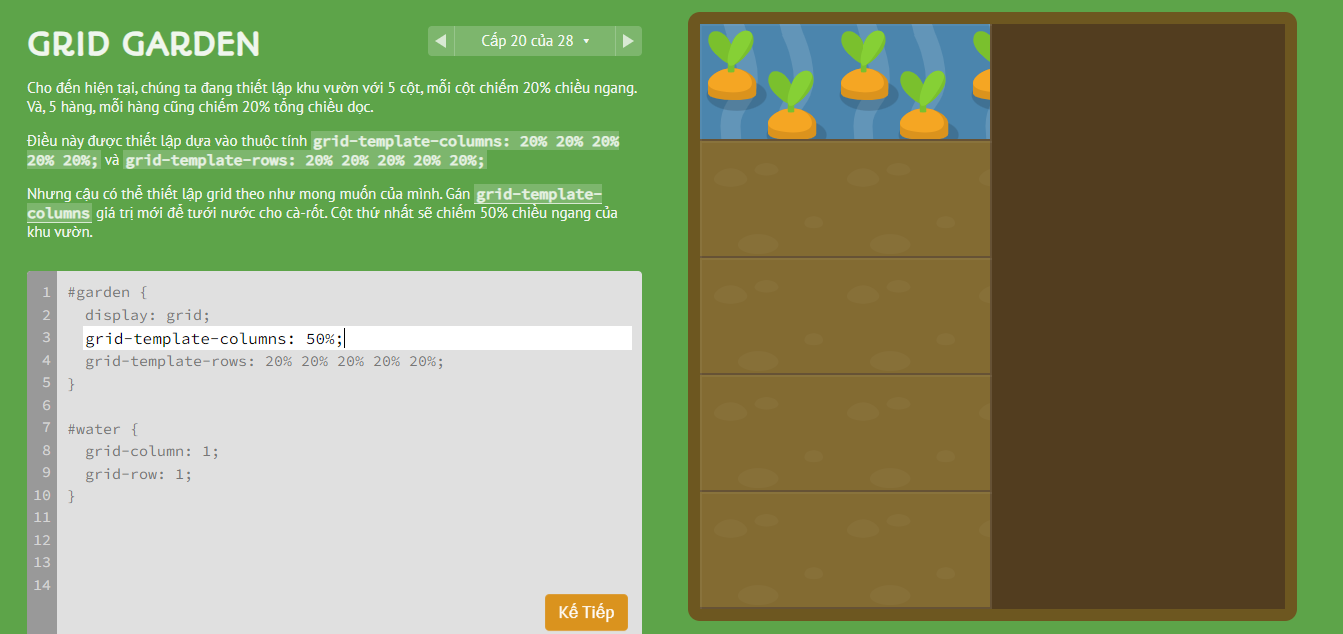 GRID GARDEN
◀ Cấp 20 của 28 ▾ ▶
Cho đến hiện tại, chúng ta đang thiết lập khu vườn với 5 cột, mỗi cột chiếm 20% chiều ngang.
Và, 5 hàng, mỗi hàng cũng chiếm 20% tổng chiều dọc.
Điều này được thiết lập dựa vào thuộc tính grid-template-columns: 20% 20% 20%
20% 20%; và grid-template-rows: 20% 20% 20% 20% 20%;
Nhưng cậu có thể thiết lập grid theo như mong muốn của mình. Gán grid-template-
columns giá trị mới để tưới nước cho cà-rốt. Cột thứ nhất sẽ chiếm 50% chiều ngang của
khu vườn.
1 #garden {
2 display: grid;
3 grid-template-columns: 50%;
4 grid-template-rows: 20% 20% 20% 20% 20%;
5 }
6
7 #water {
8 grid-column: 1;
9 grid-row: 1;
10 }
11
12
13
14
Kế Tiếp